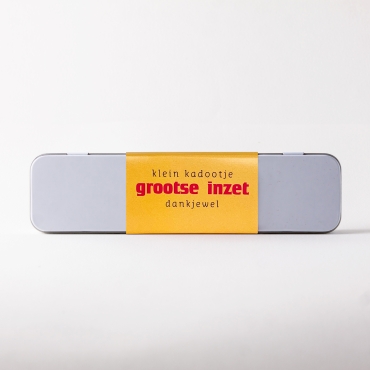 klein kadootje
grootse inzet
dankjewel